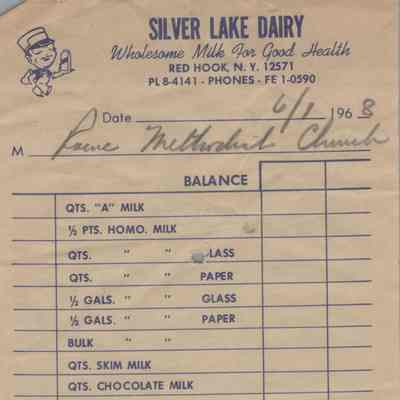 SILVER LAKE DAIRY
Wholesome Milk For Good Health
RED HOOK, N. Y. 12571
PL 8-4141 - PHONES - FE 1-0590
Date 6/1 1968
M Methodist Church
BALANCE
QTS. "A" MILK
½ PTS. HOMO. MILK
QTS. " " LASS
QTS. " " PAPER
½ GALS. " " GLASS
½ GALS. " " PAPER
BULK " "
QTS. SKIM MILK
QTS. CHOCOLATE MILK